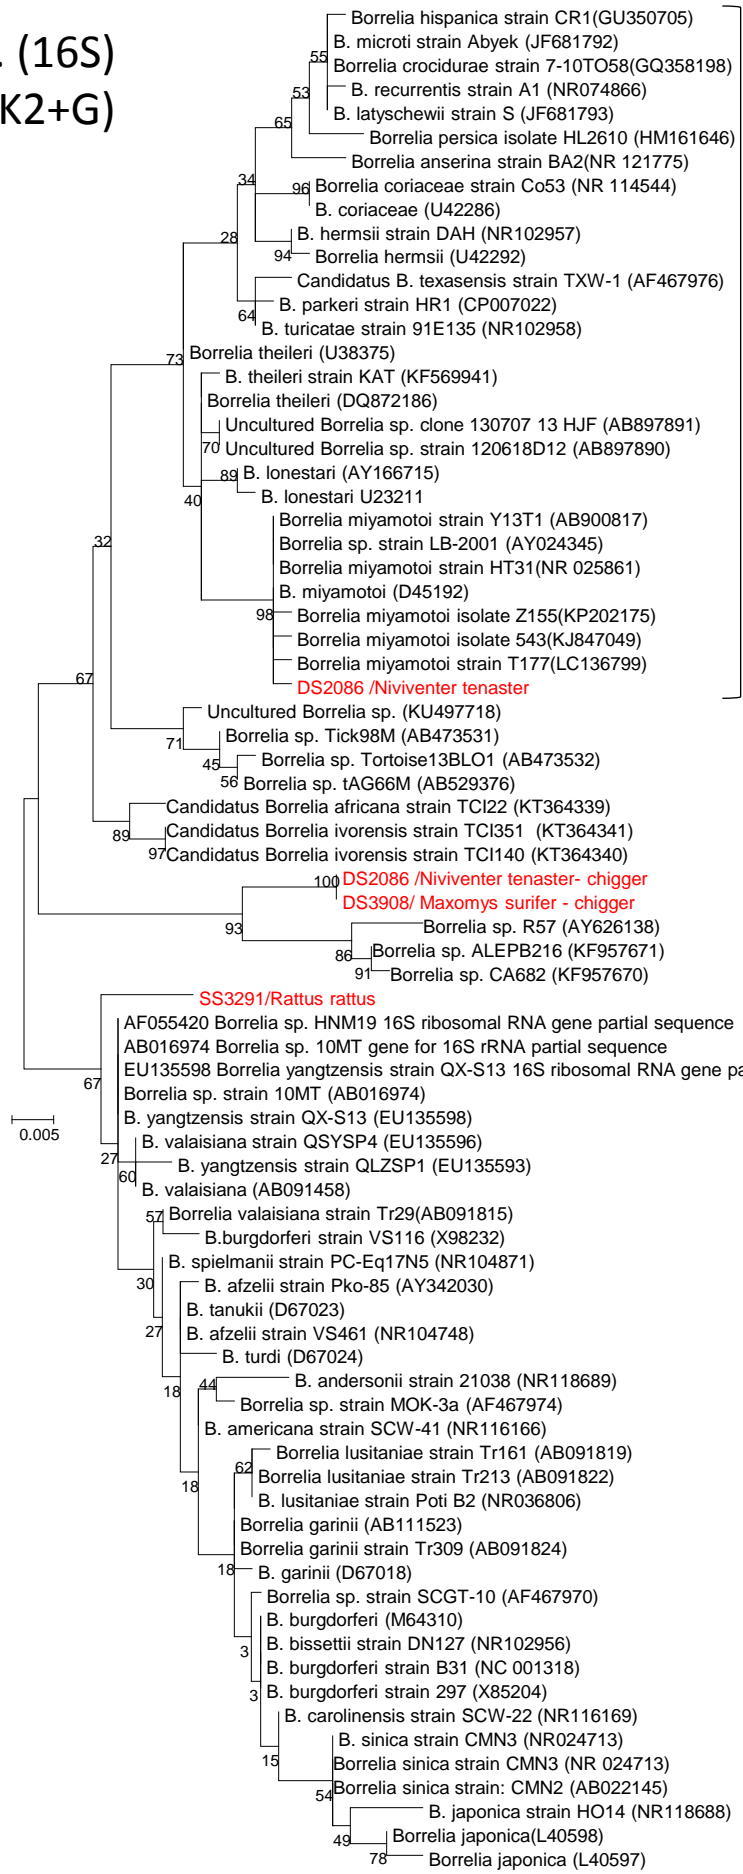 . (16S)
K2+G)
Borrelia hispanica strain CR1(GU350705)
B. microti strain Abyek (JF681792)
55
Borrelia crocidurae strain 7-10TO58(GQ358198)
B. recurrentis strain A1 (NR074866)
53
B. latyschewii strain S (JF681793)
65
Borrelia persica isolate HL2610 (HM161646)
Borrelia anserina strain BA2(NR 121775)
34
96
Borrelia coriaceae strain Co53 (NR 114544)
B. coriaceae (U42286)
28
B. hermsii strain DAH (NR102957)
94
Borrelia hermsii (U42292)
Candidatus B. texasensis strain TXW-1 (AF467976)
B. parkeri strain HR1 (CP007022)
64
B. turicatae strain 91E135 (NR102958)
73
Borrelia theileri (U38375)
B. theileri strain KAT (KF569941)
Borrelia theileri (DQ872186)
Uncultured Borrelia sp. clone 130707 13 HJF (AB897891)
70
Uncultured Borrelia sp. strain 120618D12 (AB897890)
89
B. lonestari (AY166715)
40
B. lonestari U23211
Borrelia miyamotoi strain Y13T1 (AB900817)
32
Borrelia sp. strain LB-2001 (AY024345)
Borrelia miyamotoi strain HT31(NR 025861)
B. miyamotoi (D45192)
98
Borrelia miyamotoi isolate Z155(KP202175)
Borrelia miyamotoi isolate 543(KJ847049)
Borrelia miyamotoi strain T177(LC136799)
67
DS2086 /Niviventer tenaster
Uncultured Borrelia sp. (KU497718)
71
Borrelia sp. Tick98M (AB473531)
45
Borrelia sp. Tortoise13BLO1 (AB473532)
56
Borrelia sp. tAG66M (AB529376)
Candidatus Borrelia africana strain TCI22 (KT364339)
89
Candidatus Borrelia ivorensis strain TCI351 (KT364341)
97
Candidatus Borrelia ivorensis strain TCI140 (KT364340)
100
DS2086 /Niviventer tenaster- chigger
DS3908/ Maxomys surifer - chigger
93
Borrelia sp. R57 (AY626138)
86
Borrelia sp. ALEPB216 (KF957671)
91
Borrelia sp. CA682 (KF957670)
SS3291/Rattus rattus
AF055420 Borrelia sp. HNM19 16S ribosomal RNA gene partial sequence
AB016974 Borrelia sp. 10MT gene for 16S rRNA partial sequence
EU135598 Borrelia yangtzensis strain QX-S13 16S ribosomal RNA gene pa
67
Borrelia sp. strain 10MT (AB016974)
B. yangtzensis strain QX-S13 (EU135598)
0.005
B. valaisiana strain QSYSP4 (EU135596)
27
B. yangtzensis strain QLZSP1 (EU135593)
60
B. valaisiana (AB091458)
57
Borrelia valaisiana strain Tr29(AB091815)
B.burgdorferi strain VS116 (X98232)
B. spielmanii strain PC-Eq17N5 (NR104871)
30
B. afzelii strain Pko-85 (AY342030)
B. tanukii (D67023)
27
B. afzelii strain VS461 (NR104748)
B. turdi (D67024)
18
44
B. andersonii strain 21038 (NR118689)
Borrelia sp. strain MOK-3a (AF467974)
B. americana strain SCW-41 (NR116166)
Borrelia lusitaniae strain Tr161 (AB091819)
62
Borrelia lusitaniae strain Tr213 (AB091822)
18
B. lusitaniae strain Poti B2 (NR036806)
Borrelia garinii (AB111523)
Borrelia garinii strain Tr309 (AB091824)
18
B. garinii (D67018)
Borrelia sp. strain SCGT-10 (AF467970)
B. burgdorferi (M64310)
3
B. bissettii strain DN127 (NR102956)
B. burgdorferi strain B31 (NC 001318)
3
B. burgdorferi strain 297 (X85204)
B. carolinensis strain SCW-22 (NR116169)
B. sinica strain CMN3 (NR024713)
15
Borrelia sinica strain CMN3 (NR 024713)
54
Borrelia sinica strain: CMN2 (AB022145)
B. japonica strain HO14 (NR118688)
49
Borrelia japonica(L40598)
78
Borrelia japonica (L40597)